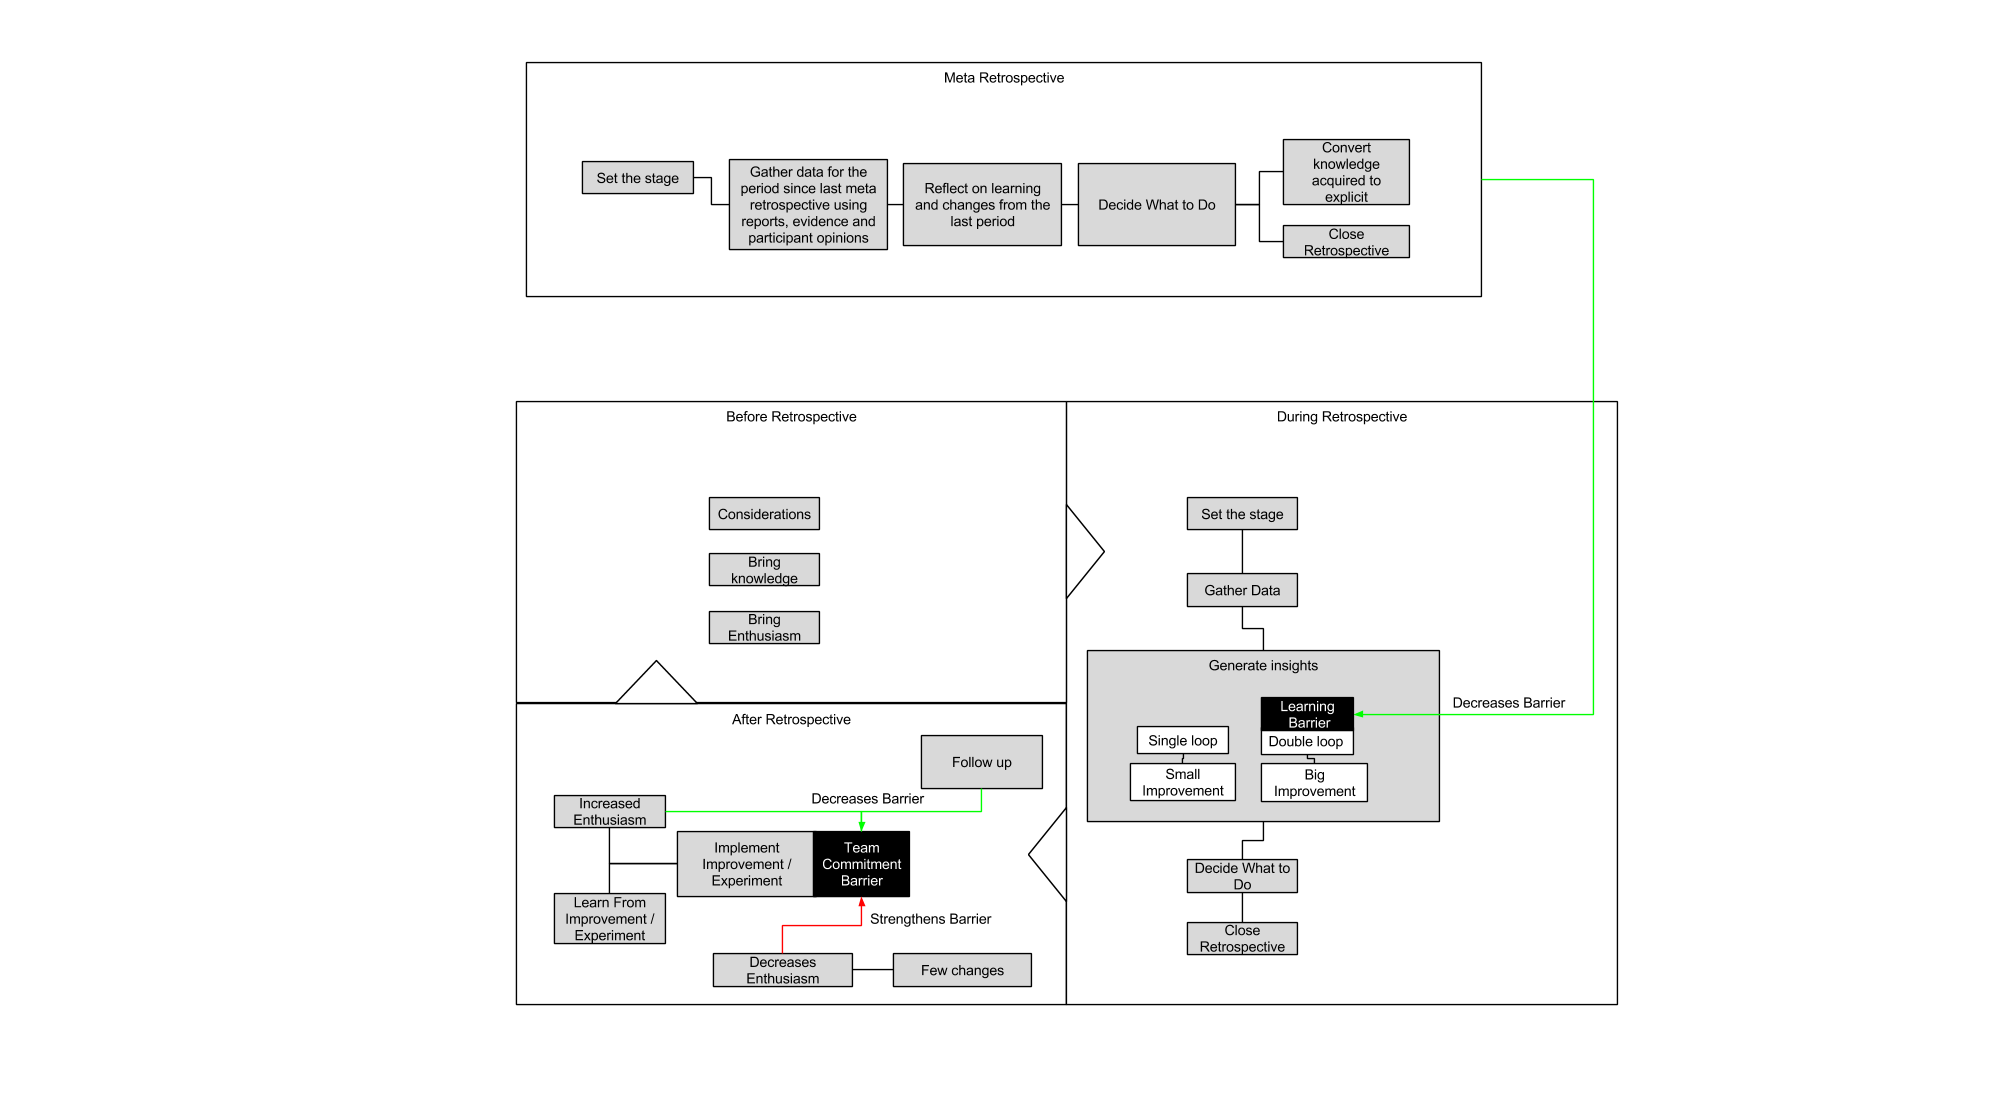 Meta Retrospective
Set the stage
Gather data for the
period since last meta
retrospective using
reports, evidence and
participant opinions
Reflect on learning
and changes from the
last period
Decide What to Do
Convert
knowledge
acquired to
explicit
Close
Retrospective
Before Retrospective
Considerations
Bring
knowledge
Bring
Enthusiasm
During Retrospective
Set the stage
Gather Data
Generate insights
Learning
Barrier
Decreases Barrier
Single loop
Double loop
Small
Improvement
Big
Improvement
Decide What to
Do
Close
Retrospective
After Retrospective
Follow up
Decreases Barrier
Increased
Enthusiasm
Implement
Improvement /
Experiment
Team
Commitment
Barrier
Learn From
Improvement /
Experiment
Strengthens Barrier
Decreases
Enthusiasm
Few changes